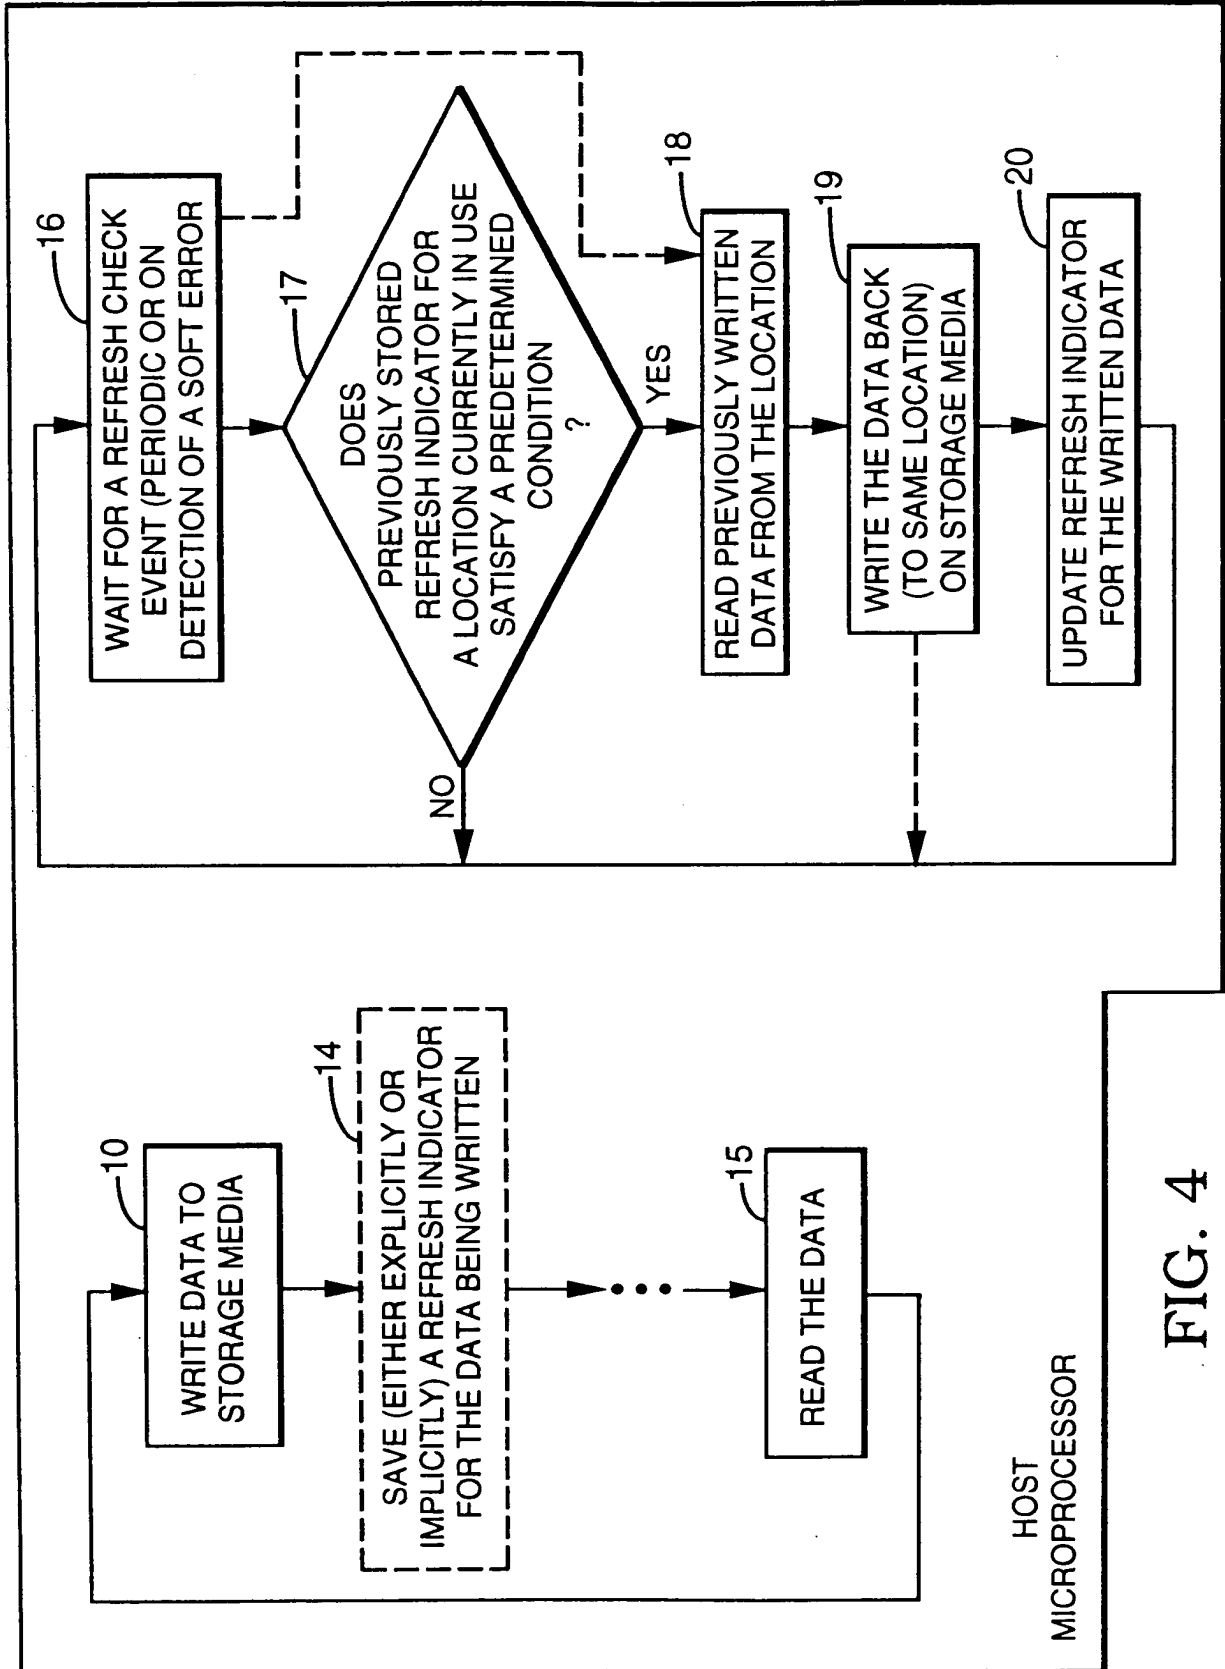 10
WRITE DATA TO
STORAGE MEDIA
14
SAVE (EITHER EXPLICITLY OR
IMPLICITLY) A REFRESH INDICATOR
FOR THE DATA BEING WRITTEN
15
READ THE DATA
HOST
MICROPROCESSOR
16
WAIT FOR A REFRESH CHECK
EVENT (PERIODIC OR ON
DETECTION OF A SOFT ERROR
17
DOES
PREVIOUSLY STORED
REFRESH INDICATOR FOR
A LOCATION CURRENTLY IN USE
SATISFY A PREDETERMINED
CONDITION
?
NO
YES
18
READ PREVIOUSLY WRITTEN
DATA FROM THE LOCATION
19
WRITE THE DATA BACK
(TO SAME LOCATION)
ON STORAGE MEDIA
20
UPDATE REFRESH INDICATOR
FOR THE WRITTEN DATA
FIG. 4